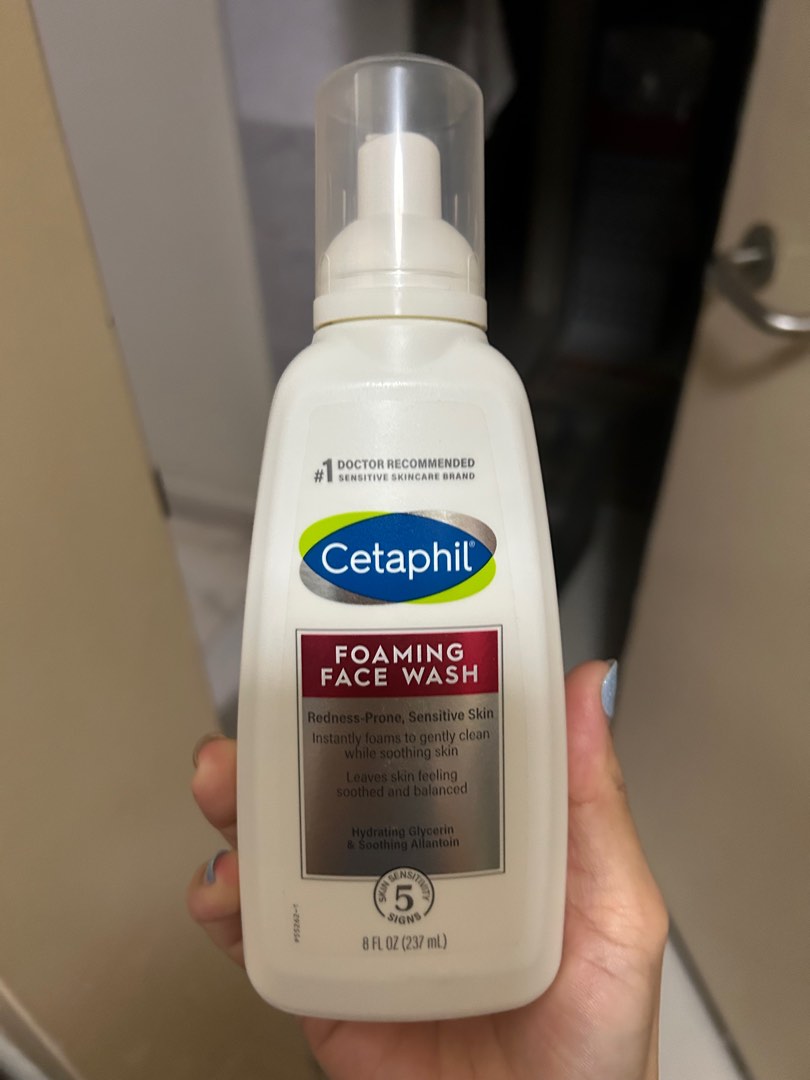 #1 DOCTOR RECOMMENDED
SENSITIVE SKINCARE BRAND
Cetaphil®
FOAMING
FACE WASH
Redness-Prone, Sensitive Skin
Instantly foams to gently clean
while soothing skin
Leaves skin feeling
soothed and balanced
Hydrating Glycerin
& Soothing Allantoin
SKIN SENSITIVITY
5
SIGNS
8 FL OZ (237 mL)